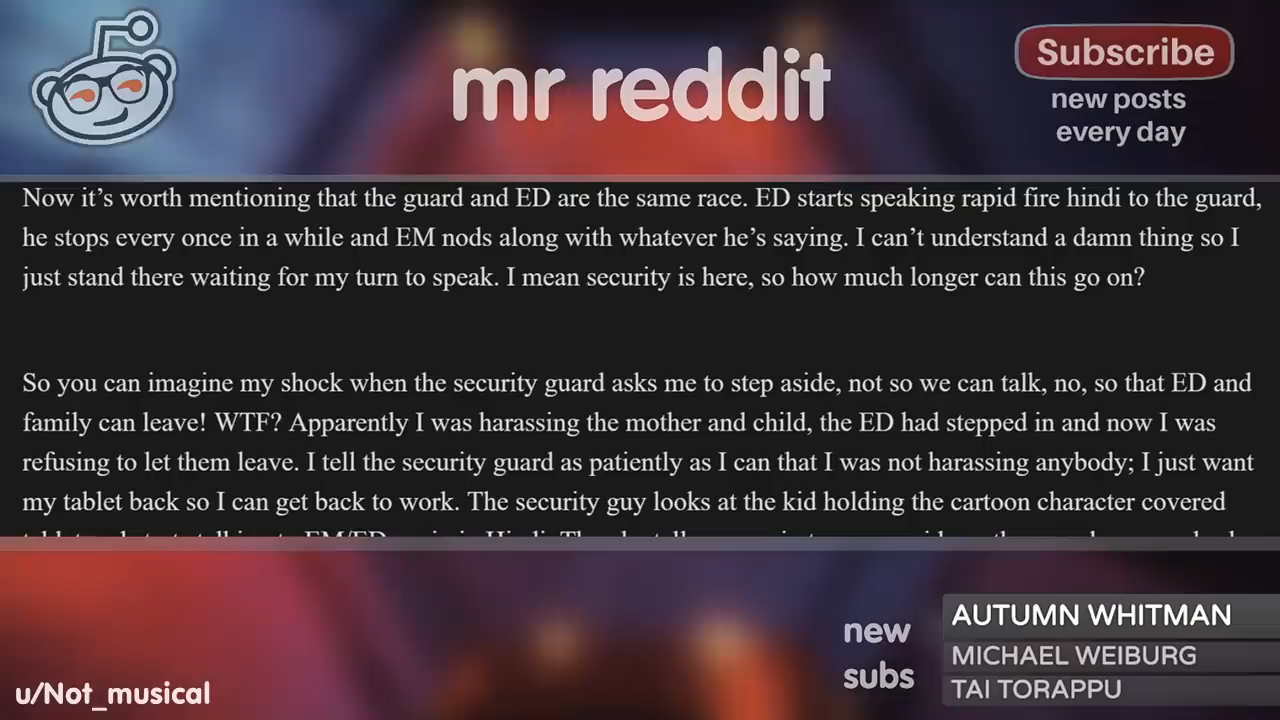 mr reddit
Subscribe
new posts
every day
Now it’s worth mentioning that the guard and ED are the same race. ED starts speaking rapid fire hindi to the guard,
he stops every once in a while and EM nods along with whatever he’s saying. I can’t understand a damn thing so I
just stand there waiting for my turn to speak. I mean security is here, so how much longer can this go on?
So you can imagine my shock when the security guard asks me to step aside, not so we can talk, no, so that ED and
family can leave! WTF? Apparently I was harassing the mother and child, the ED had stepped in and now I was
refusing to let them leave. I tell the security guard as patiently as I can that I was not harassing anybody; I just want
my tablet back so I can get back to work. The security guy looks at the kid holding the cartoon character covered
new
subs
AUTUMN WHITMAN
MICHAEL WEIBURG
TAI TORAPPU
u/Not_musical